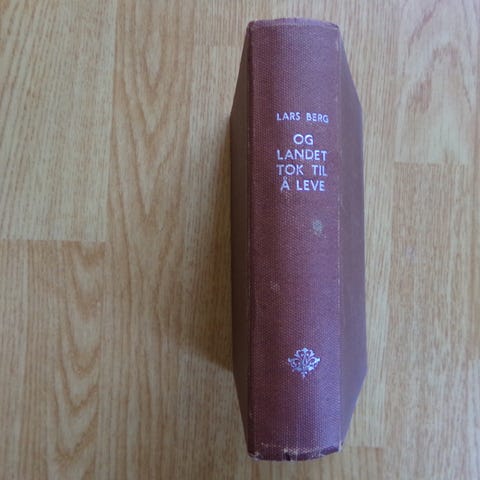 LARS BERG
OG
LANDET
TOK TIL
Å LEVE